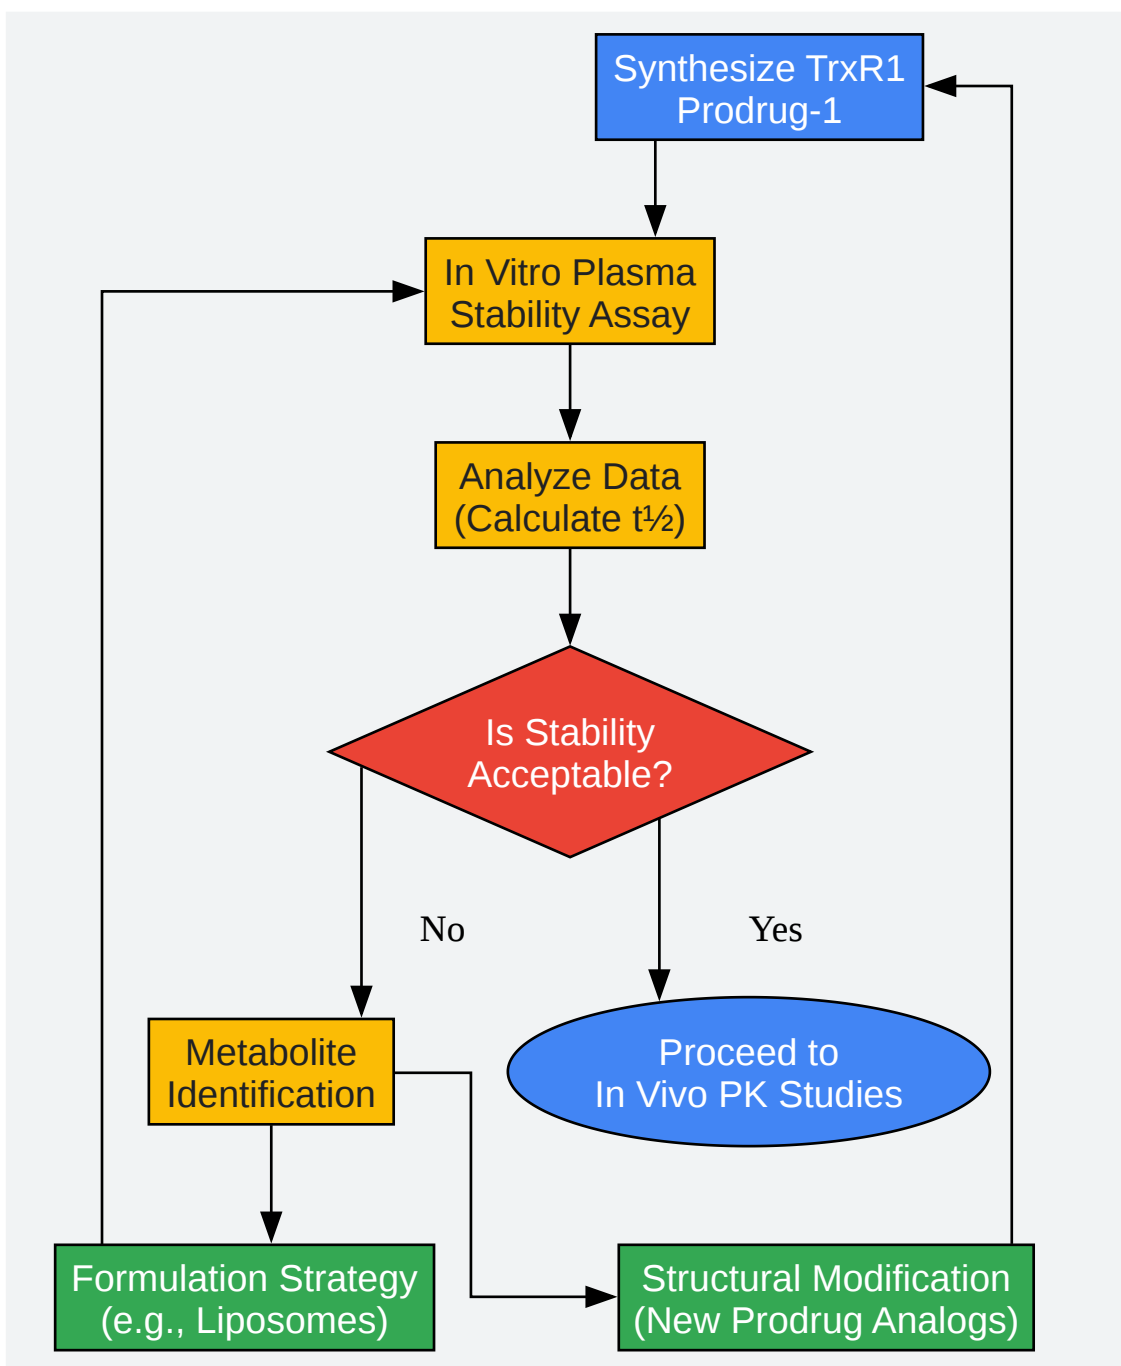 Synthesize TrxR1
Prodrug-1
In Vitro Plasma
Stability Assay
Analyze Data
(Calculate t½)
Is Stability
Acceptable?
No
Yes
Metabolite
Identification
Proceed to
In Vivo PK Studies
Formulation Strategy
(e.g., Liposomes)
Structural Modification
(New Prodrug Analogs)